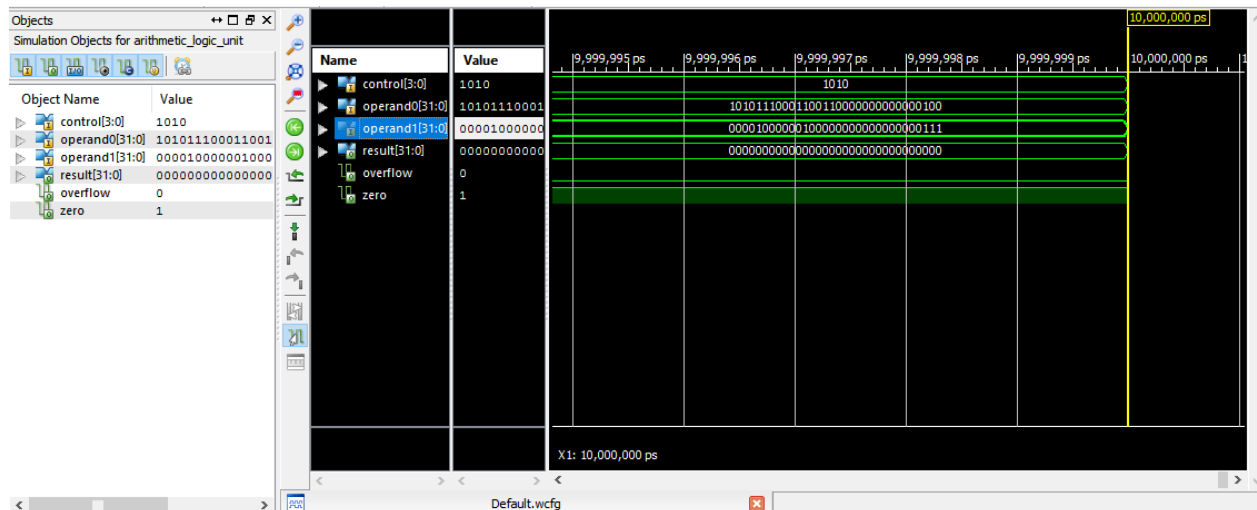 Objects
Simulation Objects for arithmetic_logic_unit
Object Name Value
control[3:0] 1010
operand0[31:0] 101011100011001
operand1[31:0] 000010000001000
result[31:0] 000000000000000
overflow 0
zero 1
Name Value
control[3:0] 1010
operand0[31:0] 10101110001
operand1[31:0] 00001000000
result[31:0] 00000000000
overflow 0
zero 1
10,000,000 ps
9,999,995 ps 9,999,996 ps 9,999,997 ps 9,999,998 ps 9,999,999 ps 10,000,000 ps 1
1010
10101110001100110000000000000100
00001000000100000000000000000111
00000000000000000000000000000000
X1: 10,000,000 ps
Default.wcfg